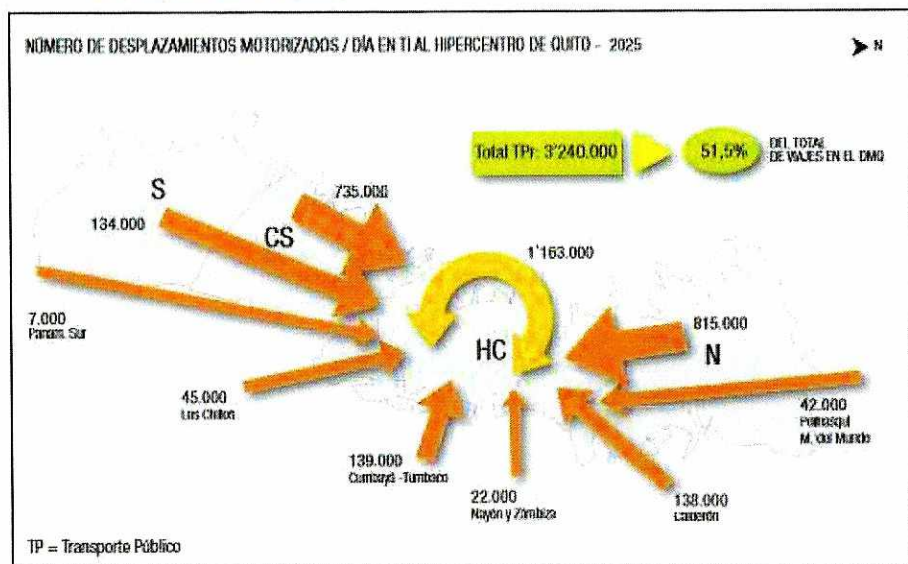 NÚMERO DE DESPLAZAMIENTOS MOTORIZADOS / DÍA EN TI AL HIPERCENTRO DE QUITO - 2025
N
Total TPr: 3'240.000
51,5%
DEL TOTAL
DE VIAJES EN EL DMQ
S
735.000
134.000
CS
1'163.000
7.000
Panam. Sur
815.000
HC
N
45.000
Los Chillos
42.000
Pomasqui
M. del Mundo
139.000
Cumbayá -Tumbaco
22.000
Nayón y Zámbiza
138.000
Calderón
TP = Transporte Público